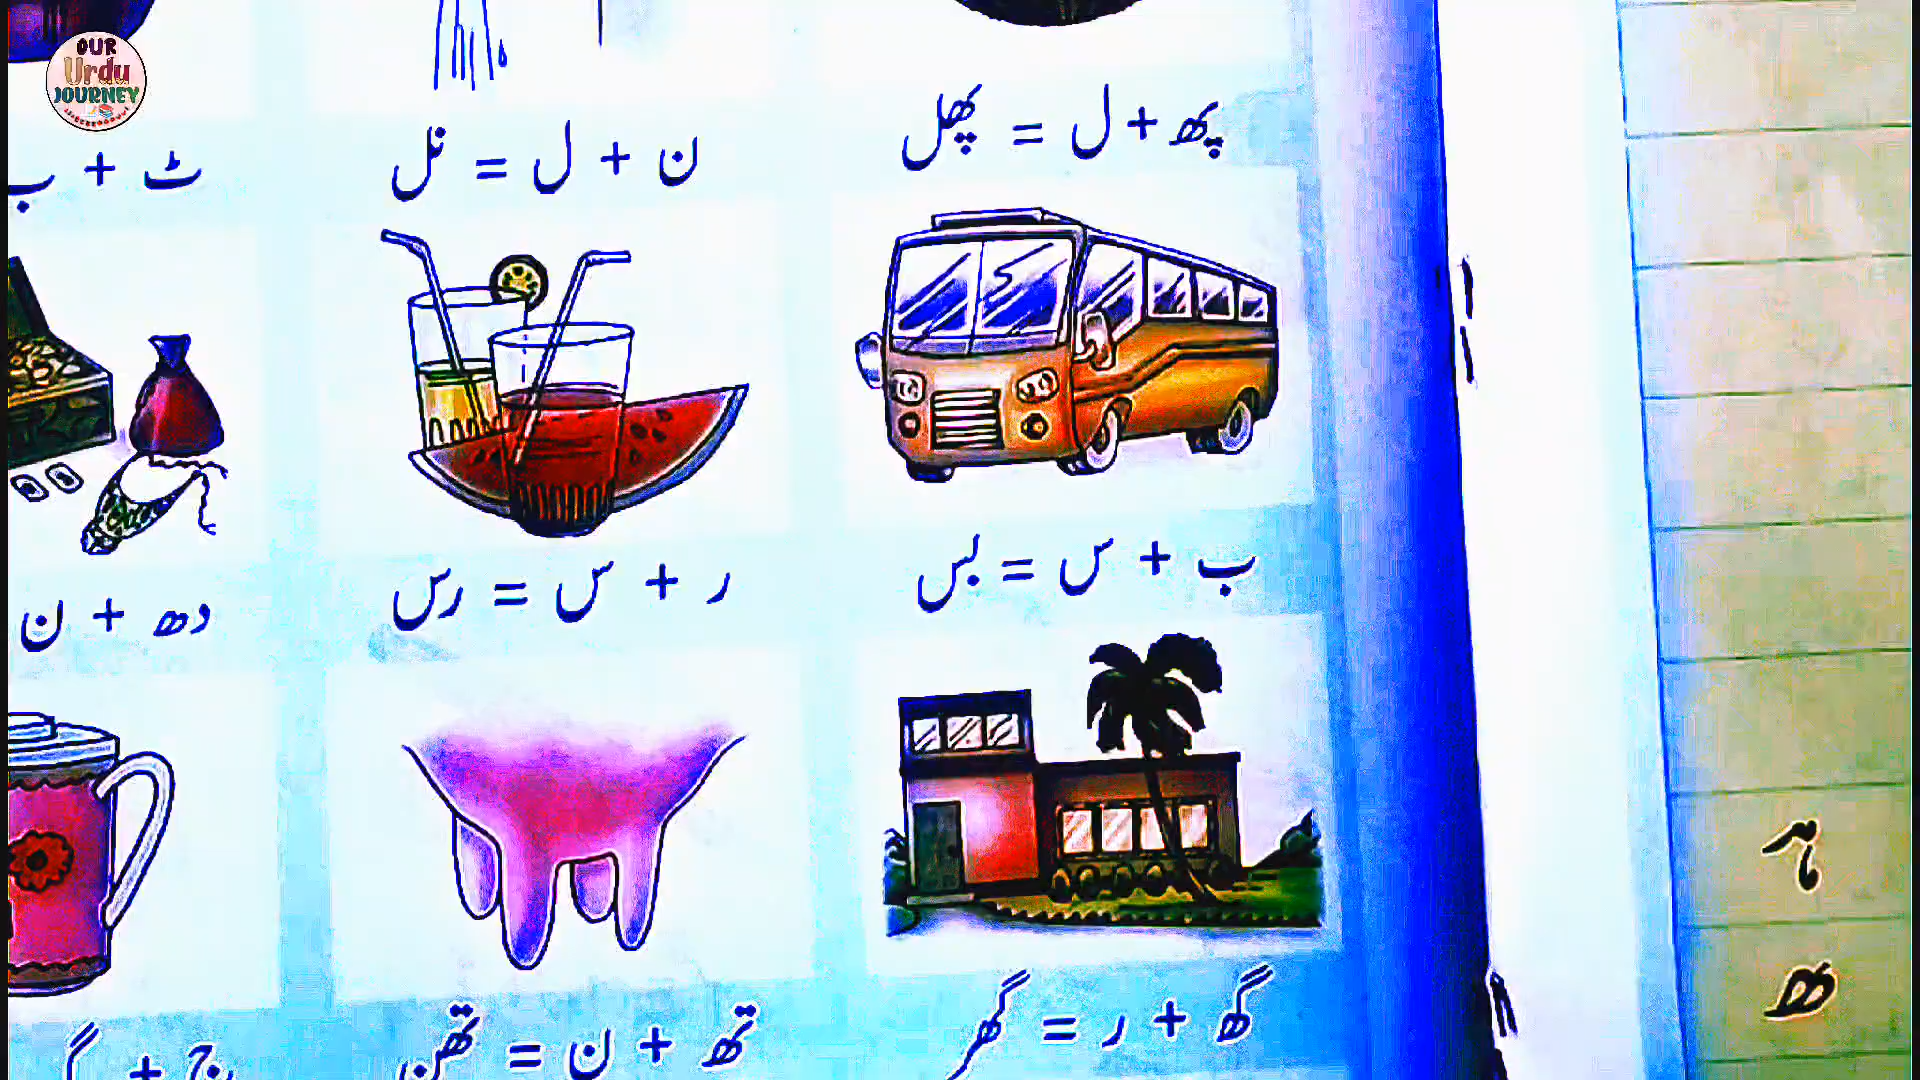 OUR
Urdu
JOURNEY
پھ + ل = پھل
ن + ل = نل
ٹ + ب
ب + س = بس
ر + س = رس
دھ + ن
گھ + ر = گھر
تھ + ن = تھن
ج + گ
ہ
ھ